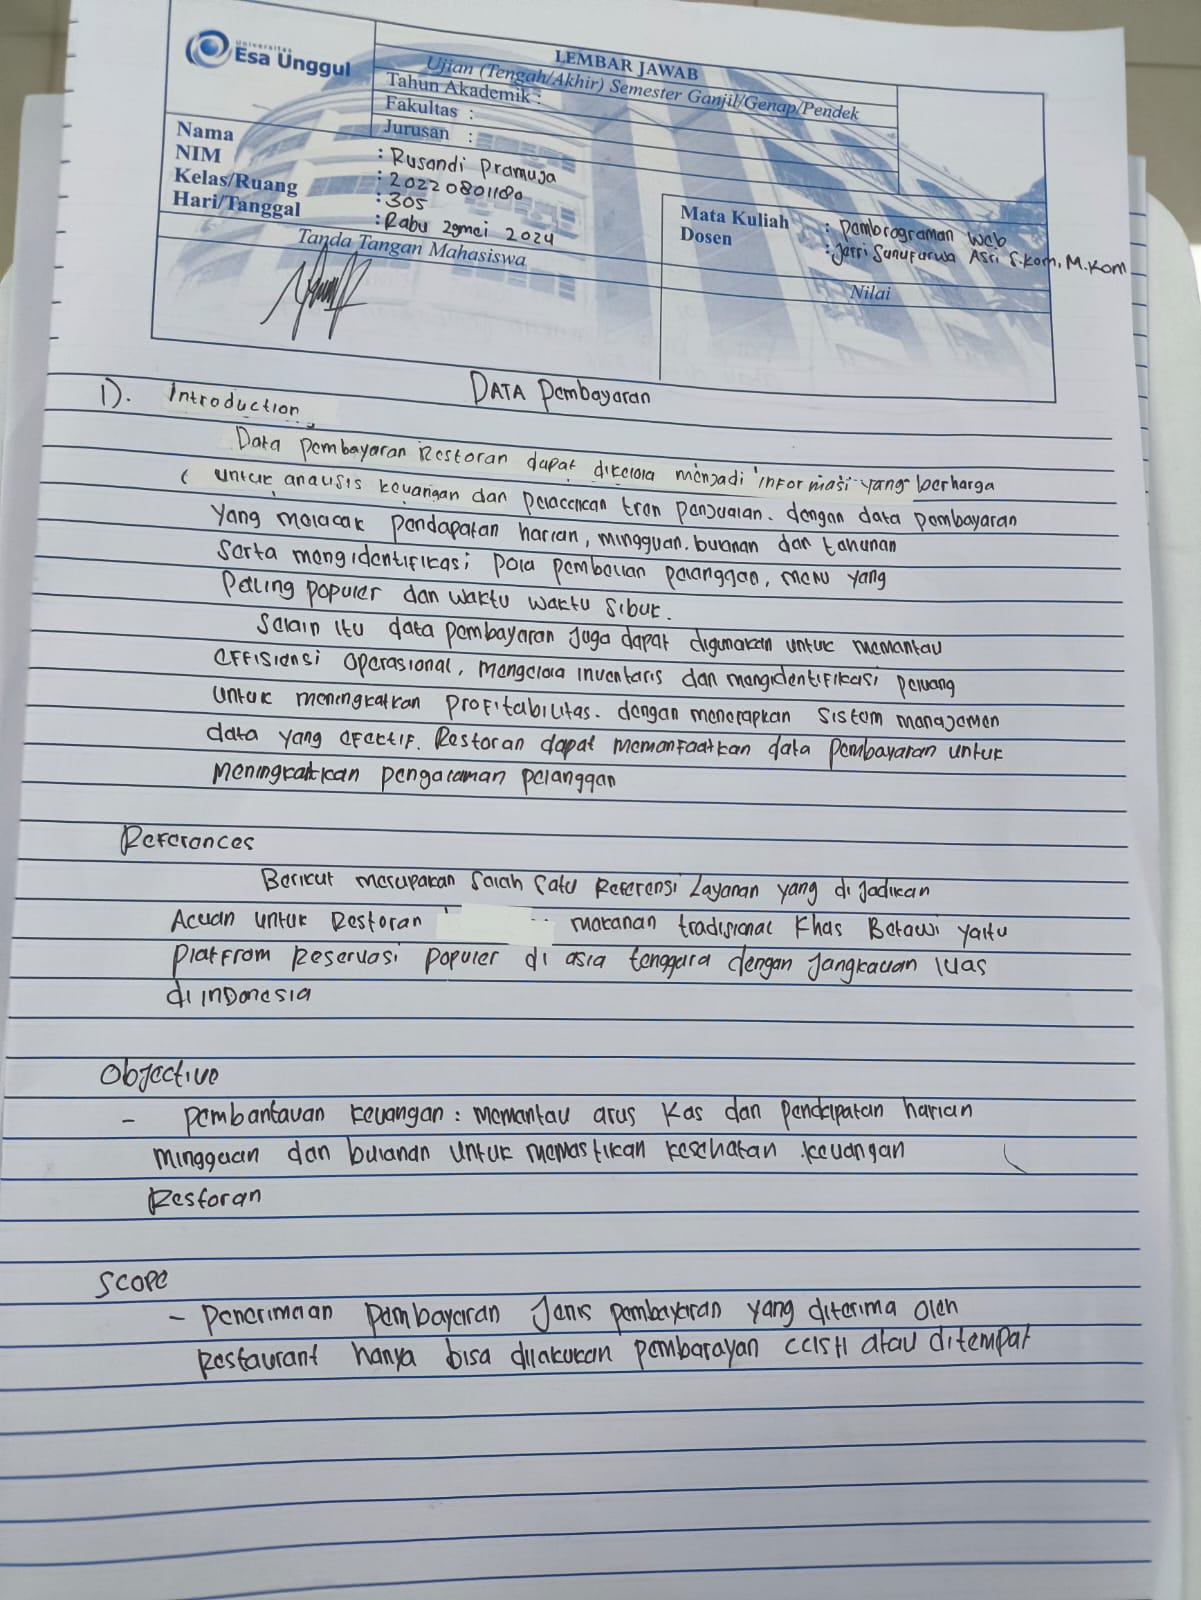 Universitas
Esa Unggul
LEMBAR JAWAB
Ujian (Tengah/Akhir) Semester Ganjil/Genap/Pendek
Tahun Akademik :
Fakultas :
Jurusan :
Nama : Rusandi Pramuja
NIM : 20220801180
Kelas/Ruang : 305
Hari/Tanggal : Rabu 29 mei 2024
Mata Kuliah : Pembrograman Web
Dosen : Jefri Sunufurwa Asri S.kom, M.Kom
Tanda Tangan Mahasiswa
Nilai
DATA Pembayaran
1). Introduction
Data pembayaran Restoran dapat dikelola menjadi informasi yang berharga
untuk analisis keuangan dan pelacakan tren penjualan. dengan data pembayaran
yang melacak pendapatan harian, mingguan, bulanan dan tahunan
Serta mengidentifikasi pola pembelian pelanggan, menu yang
Paling populer dan waktu waktu sibuk.
Selain itu data pembayaran Juga dapat digunakan untuk memantau
effisiensi Operasional, mengelola inventaris dan mengidentifikasi peluang
untuk meningkatkan profitabilitas. dengan menerapkan Sistem manajemen
data yang efektif. Restoran dapat memanfaatkan data pembayaran untuk
Meningkatkan pengalaman pelanggan
References
Berikut merupakan Salah Satu Referensi Layanan yang di Jadikan
Acuan untuk Restoran makanan tradisional Khas Betawi yaitu
Platfrom Reservasi populer di asia tenggara dengan Jangkauan luas
di indonesia
Objective
- Pembantauan keuangan : memantau arus Kas dan pendapatan harian
mingguan dan bulanan untuk memastikan kesehatan keuangan
Restoran
SCOPE
- Penerimaan pembayaran Jenis pembayaran yang diterima oleh
Restaurant hanya bisa dilakukan pembarayan CASH atau ditempat